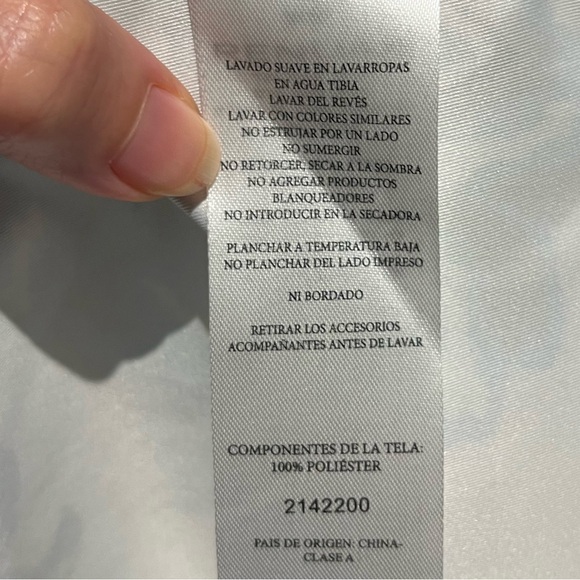 LAVADO SUAVE EN LAVARROPAS
EN AGUA TIBIA
LAVAR DEL REVÉS
LAVAR CON COLORES SIMILARES
NO ESTRUJAR POR UN LADO
NO SUMERGIR
NO RETORCER, SECAR A LA SOMBRA
NO AGREGAR PRODUCTOS
BLANQUEADORES
NO INTRODUCIR EN LA SECADORA
PLANCHAR A TEMPERATURA BAJA
NO PLANCHAR DEL LADO IMPRESO
NI BORDADO
RETIRAR LOS ACCESORIOS
ACOMPAÑANTES ANTES DE LAVAR
COMPONENTES DE LA TELA:
100% POLIÉSTER
2142200
PAIS DE ORIGEN: CHINA-
CLASE A